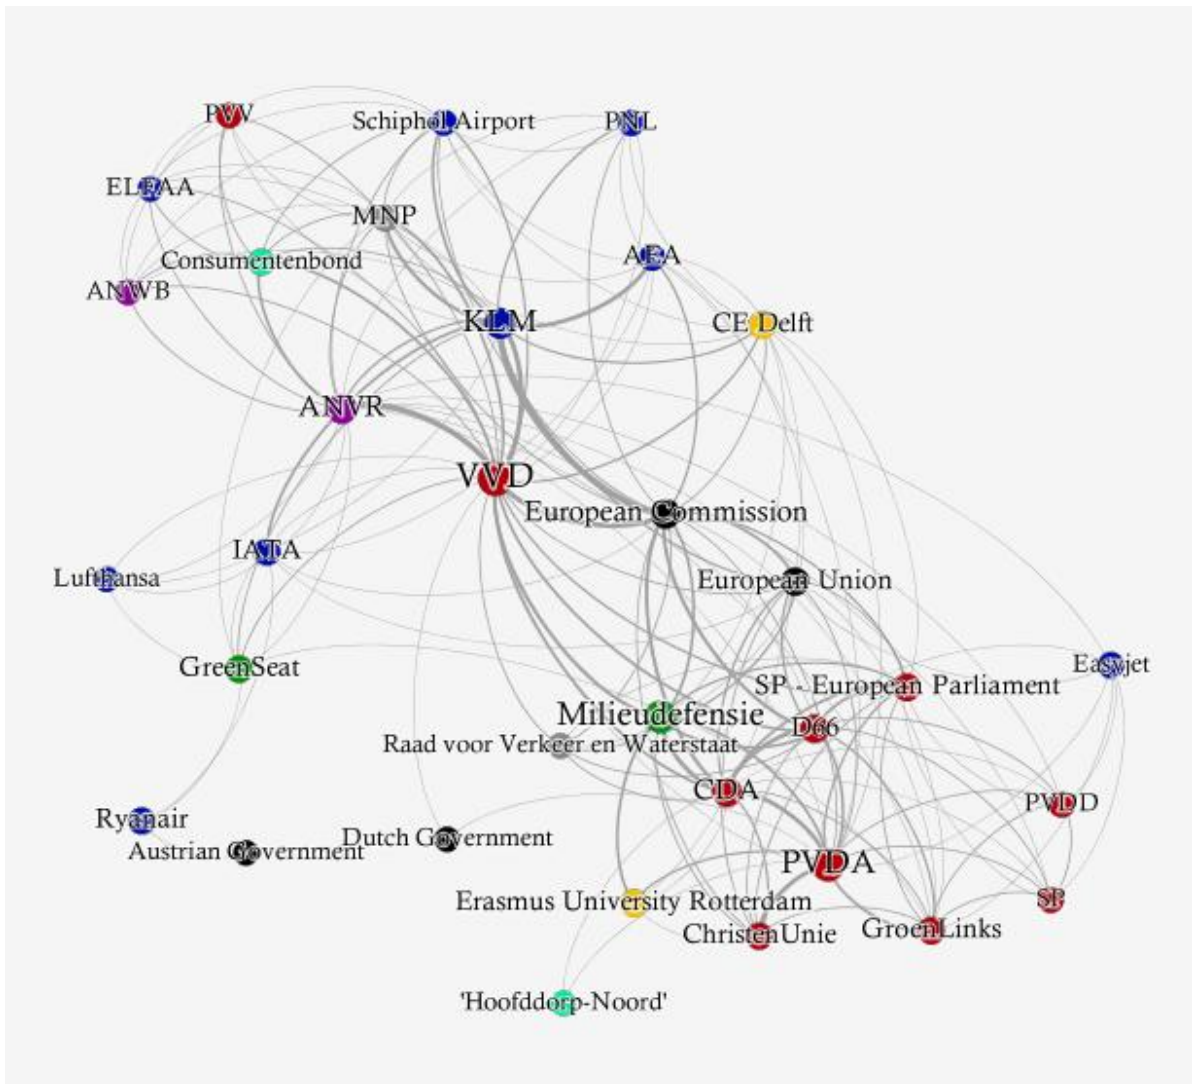 PVV
Schiphol Airport
PNL
ELFAA
MNP
AEA
Consumentenbond
ANWB
KLM
CE Delft
ANVR
VVD
European Commission
IATA
European Union
Lufthansa
GreenSeat
Easyjet
SP - European Parliament
Milieudefensie
D66
Raad voor Verkeer en Waterstaat
CDA
PVDD
Ryanair
Dutch Government
Austrian Government
PVDA
Erasmus University Rotterdam
SP
GroenLinks
ChristenUnie
'Hoofddorp-Noord'